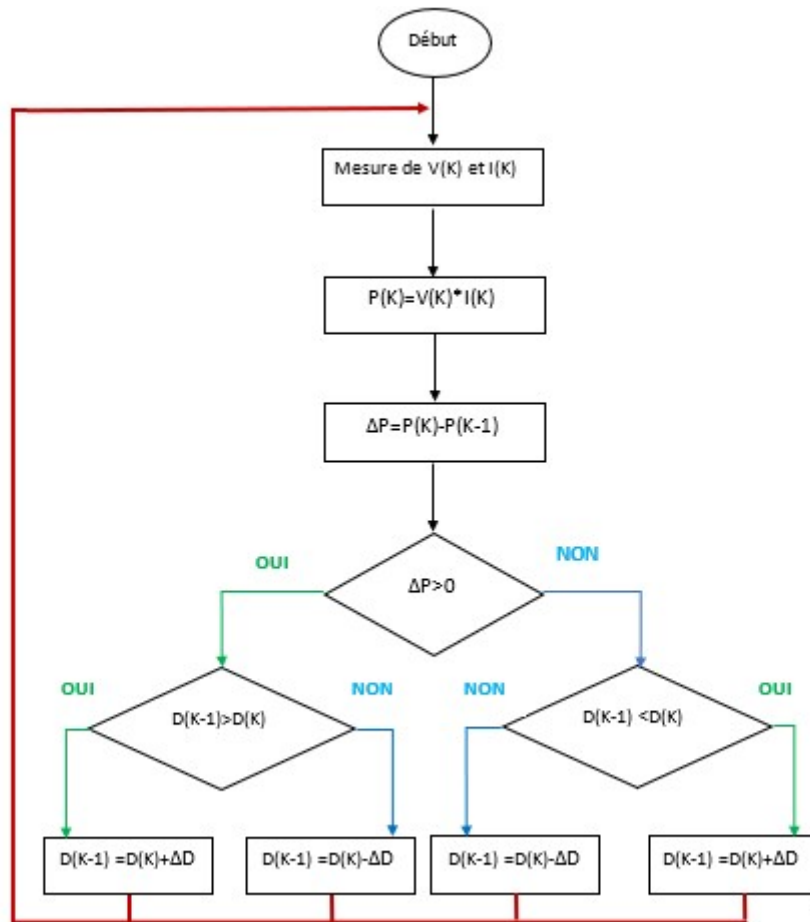 Début
Mesure de V(K) et I(K)
P(K)=V(K)*I(K)
ΔP=P(K)-P(K-1)
OUI
NON
ΔP>0
OUI
NON
NON
OUI
D(K-1)>D(K)
D(K-1) <D(K)
D(K-1) =D(K)+ΔD
D(K-1) =D(K)-ΔD
D(K-1) =D(K)-ΔD
D(K-1) =D(K)+ΔD